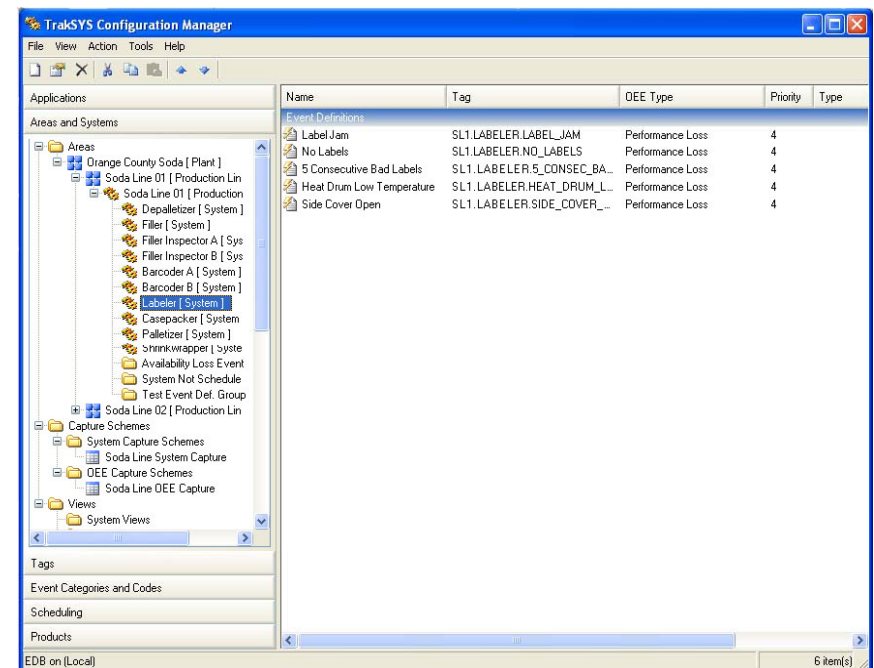 TrakSYS Configuration Manager
File View Action Tools Help
Applications
Areas and Systems
Areas
Orange County Soda [ Plant ]
Soda Line 01 [ Production Lin
Soda Line 01 [ Production
Depalletizer [ System ]
Filler [ System ]
Filler Inspector A [ Sys
Filler Inspector B [ Sys
Barcoder A [ System ]
Barcoder B [ System ]
Labeler [ System ]
Casepacker [ System
Palletizer [ System ]
Shrinkwrapper [ Syste
Availability Loss Event
System Not Schedule
Test Event Def. Group
Soda Line 02 [ Production Lin
Capture Schemes
System Capture Schemes
Soda Line System Capture
OEE Capture Schemes
Soda Line OEE Capture
Views
System Views
Tags
Event Categories and Codes
Scheduling
Products
Name Tag OEE Type Priority Type
Event Definitions
Label Jam SL1.LABELER.LABEL_JAM Performance Loss 4
No Labels SL1.LABELER.NO_LABELS Performance Loss 4
5 Consecutive Bad Labels SL1.LABELER.5_CONSEC_BA... Performance Loss 4
Heat Drum Low Temperature SL1.LABELER.HEAT_DRUM_L... Performance Loss 4
Side Cover Open SL1.LABELER.SIDE_COVER_... Performance Loss 4
EDB on (Local) 6 item(s)